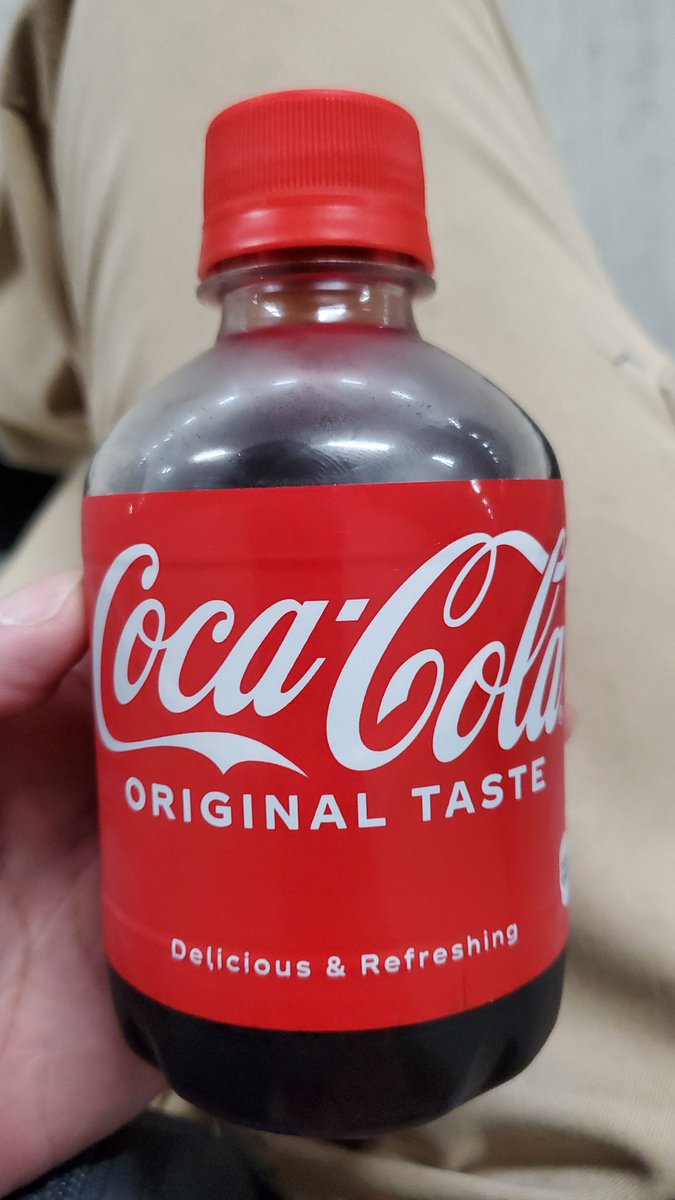 Coca-Cola
ORIGINAL TASTE
Delicious & Refreshing